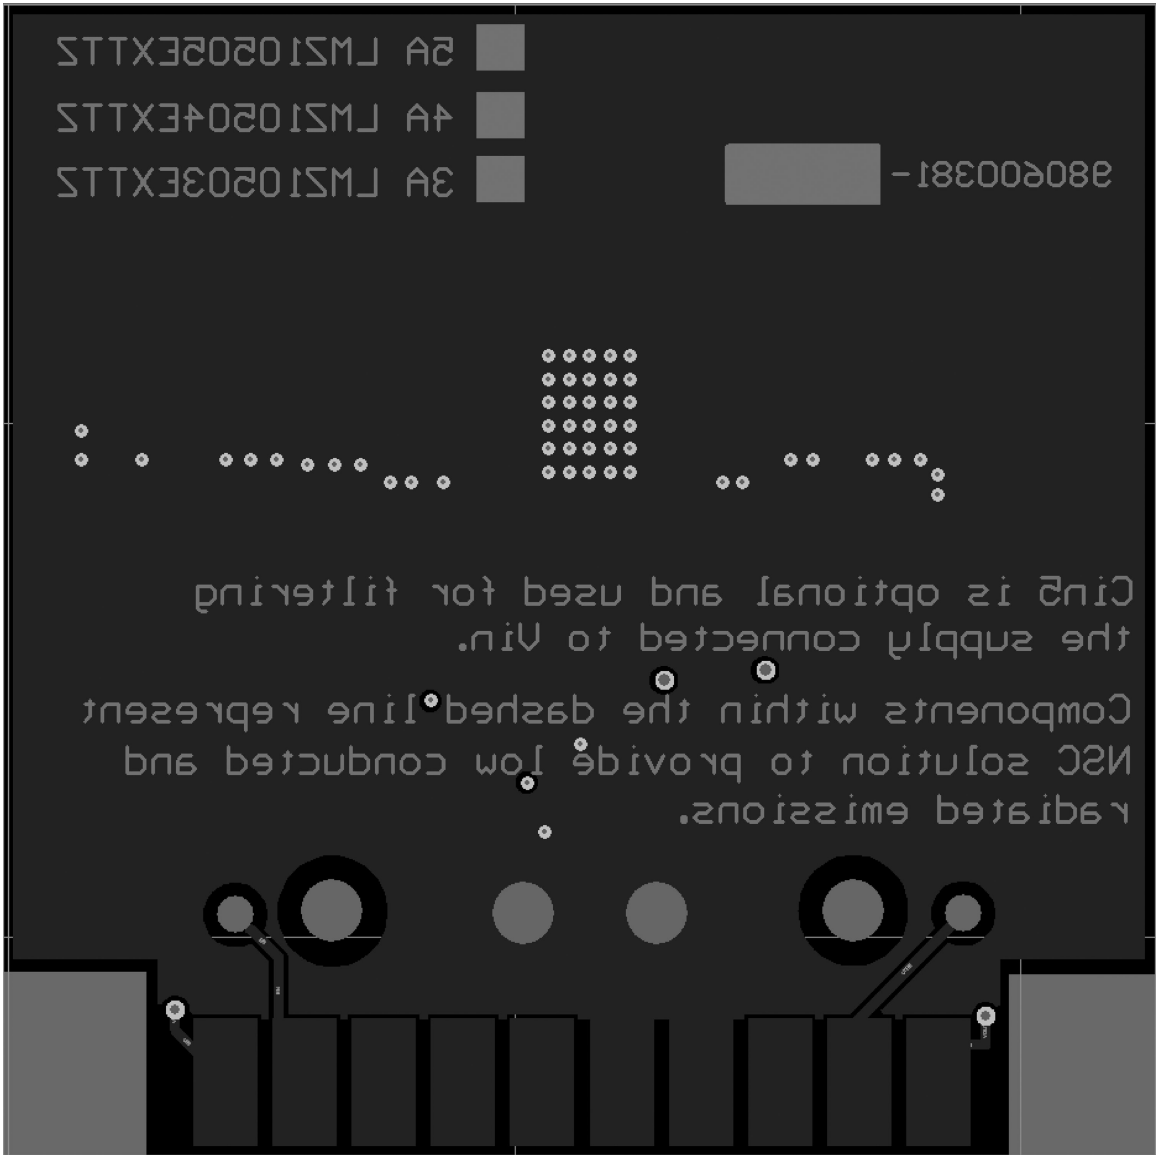 5A LMZ10505EXTTZ
4A LMZ10504EXTTZ
3A LMZ10503EXTTZ
980600381-
Cin5 is optional and used for filtering
the supply connected to Vin.
Components within the dashed line represent
NSC solution to provide low conducted and
radiated emissions.